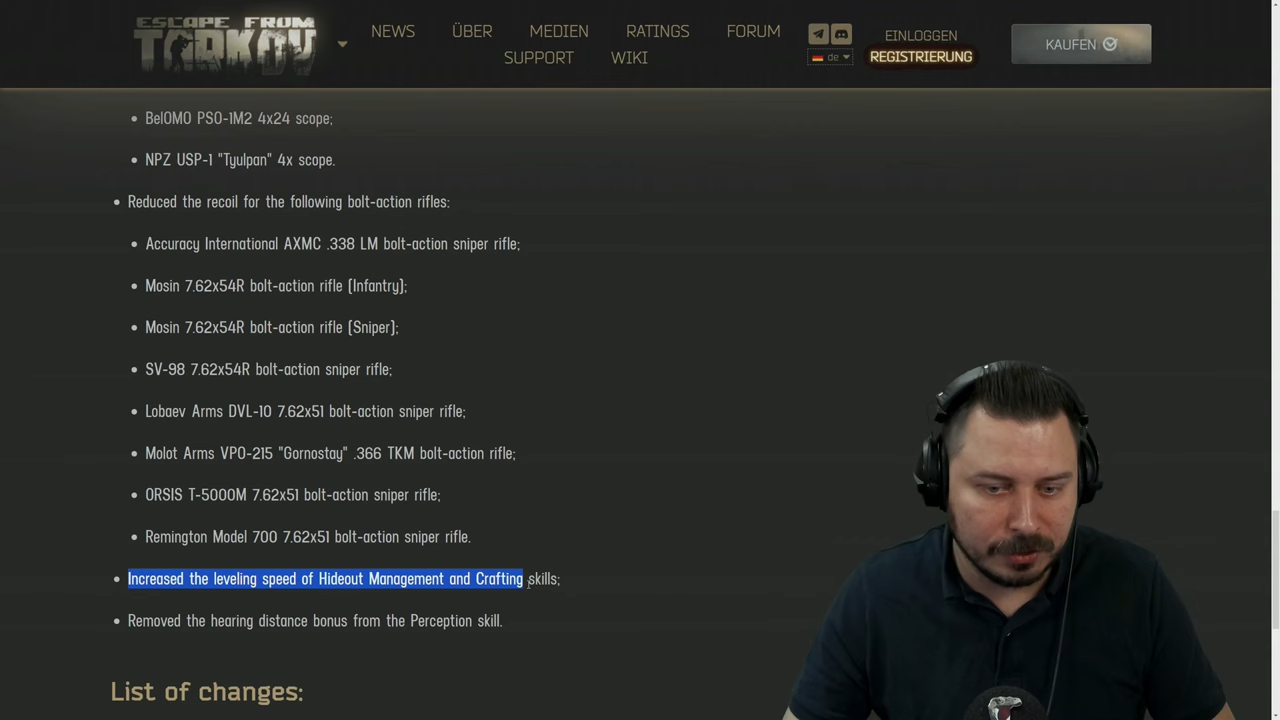 ESCAPE FROM
TARKOV
NEWS
ÜBER
MEDIEN
RATINGS
FORUM
SUPPORT
WIKI
de
EINLOGGEN
REGISTRIERUNG
KAUFEN
BelOMO PSO-1M2 4x24 scope;
NPZ USP-1 "Tyulpan" 4x scope.
Reduced the recoil for the following bolt-action rifles:
Accuracy International AXMC .338 LM bolt-action sniper rifle;
Mosin 7.62x54R bolt-action rifle (Infantry);
Mosin 7.62x54R bolt-action rifle (Sniper);
SV-98 7.62x54R bolt-action sniper rifle;
Lobaev Arms DVL-10 7.62x51 bolt-action sniper rifle;
Molot Arms VPO-215 "Gornostay" .366 TKM bolt-action rifle;
ORSIS T-5000M 7.62x51 bolt-action sniper rifle;
Remington Model 700 7.62x51 bolt-action sniper rifle.
Increased the leveling speed of Hideout Management and Crafting skills;
Removed the hearing distance bonus from the Perception skill.
List of changes: